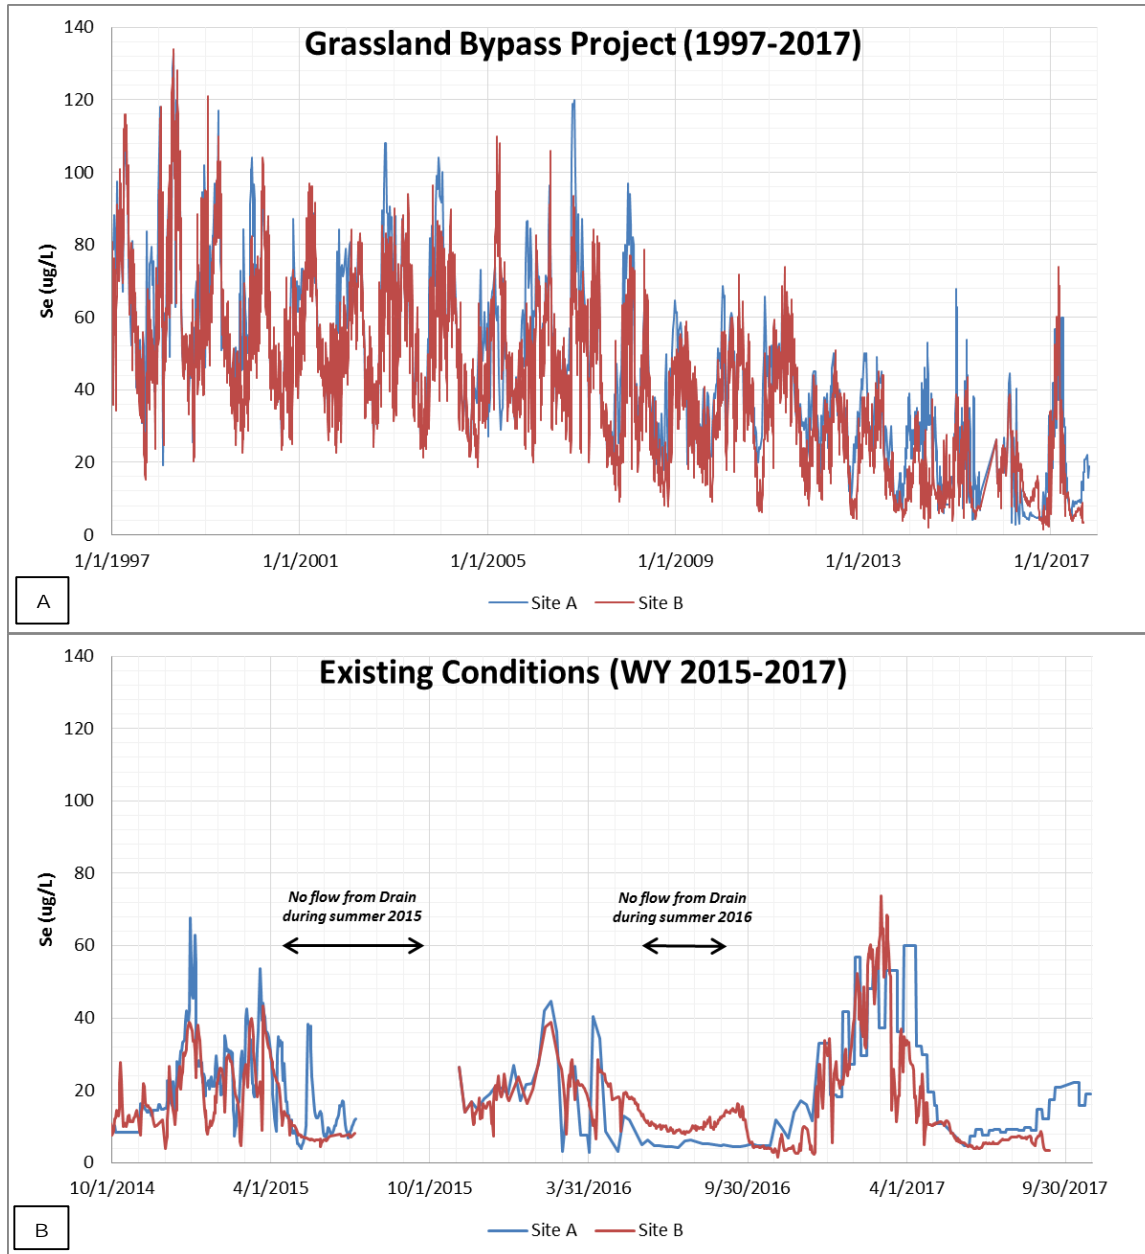 Grassland Bypass Project (1997-2017)
140
120
100
80
60
40
20
0
Se (ug/L)
1/1/1997
1/1/2001
1/1/2005
1/1/2009
1/1/2013
1/1/2017
Site A
Site B
A
Existing Conditions (WY 2015-2017)
140
120
100
80
60
40
20
0
Se (ug/L)
No flow from Drain
during summer 2015
No flow from Drain
during summer 2016
10/1/2014
4/1/2015
10/1/2015
3/31/2016
9/30/2016
4/1/2017
9/30/2017
Site A
Site B
B